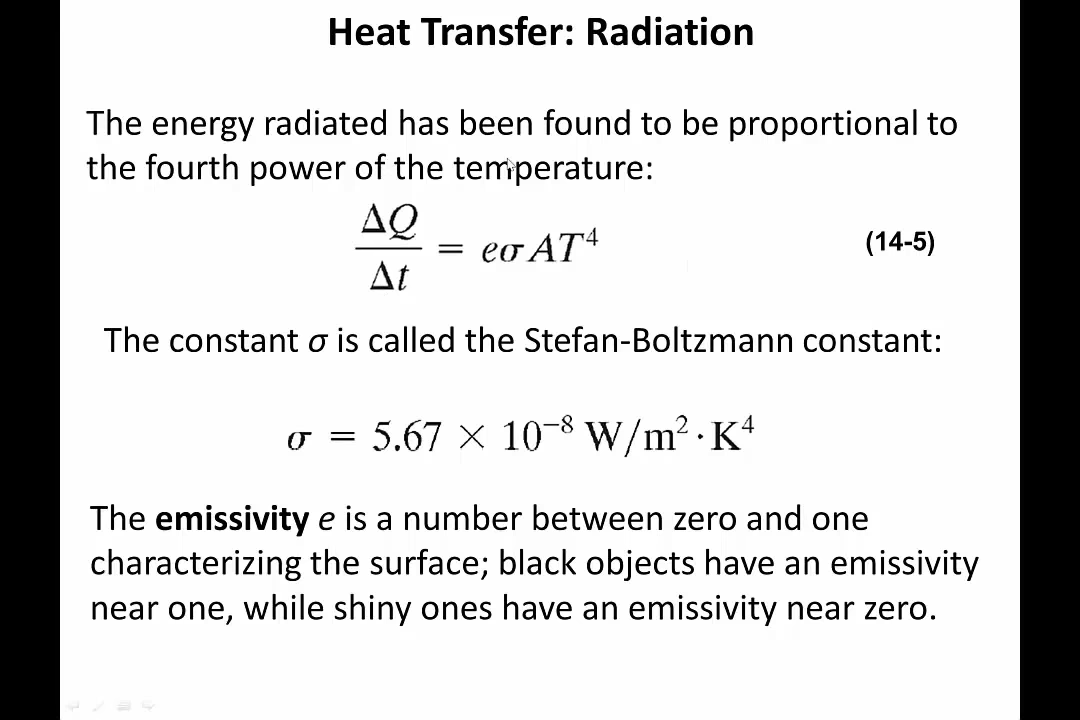 Heat Transfer: Radiation
The energy radiated has been found to be proportional to
the fourth power of the temperature:
ΔQ/Δt = eσAT⁴ (14-5)
The constant σ is called the Stefan-Boltzmann constant:
σ = 5.67 × 10⁻⁸ W/m²·K⁴
The emissivity e is a number between zero and one
characterizing the surface; black objects have an emissivity
near one, while shiny ones have an emissivity near zero.